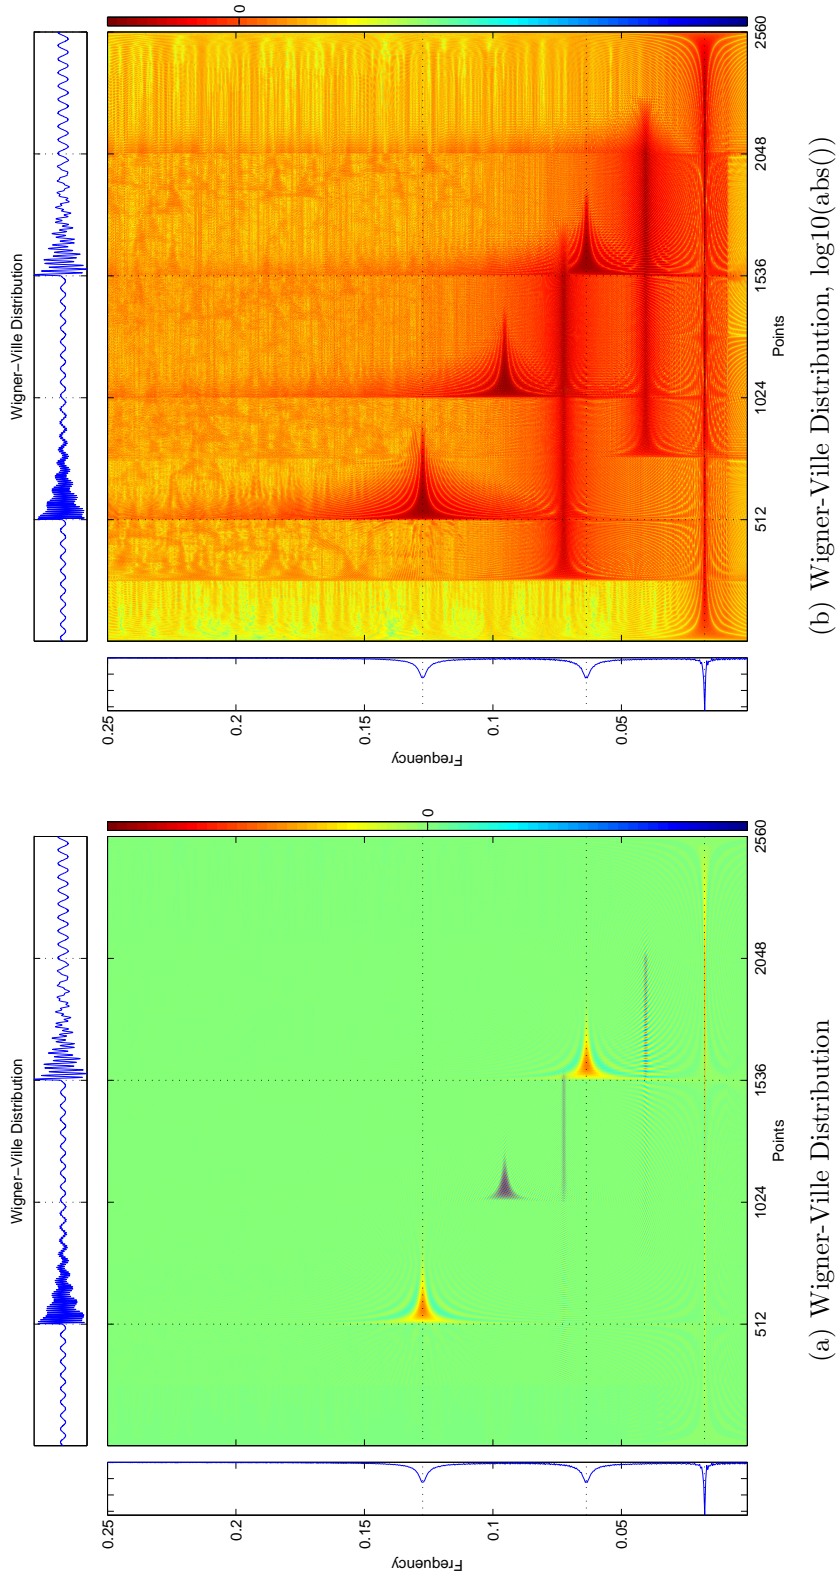 Wigner−Ville Distribution
0
0.25
0.2
0.15
0.1
0.05
Frequency
512
1024
1536
2048
2560
Points
(a) Wigner-Ville Distribution
Wigner−Ville Distribution
0
0.25
0.2
0.15
0.1
0.05
Frequency
512
1024
1536
2048
2560
Points
(b) Wigner-Ville Distribution, log10(abs())